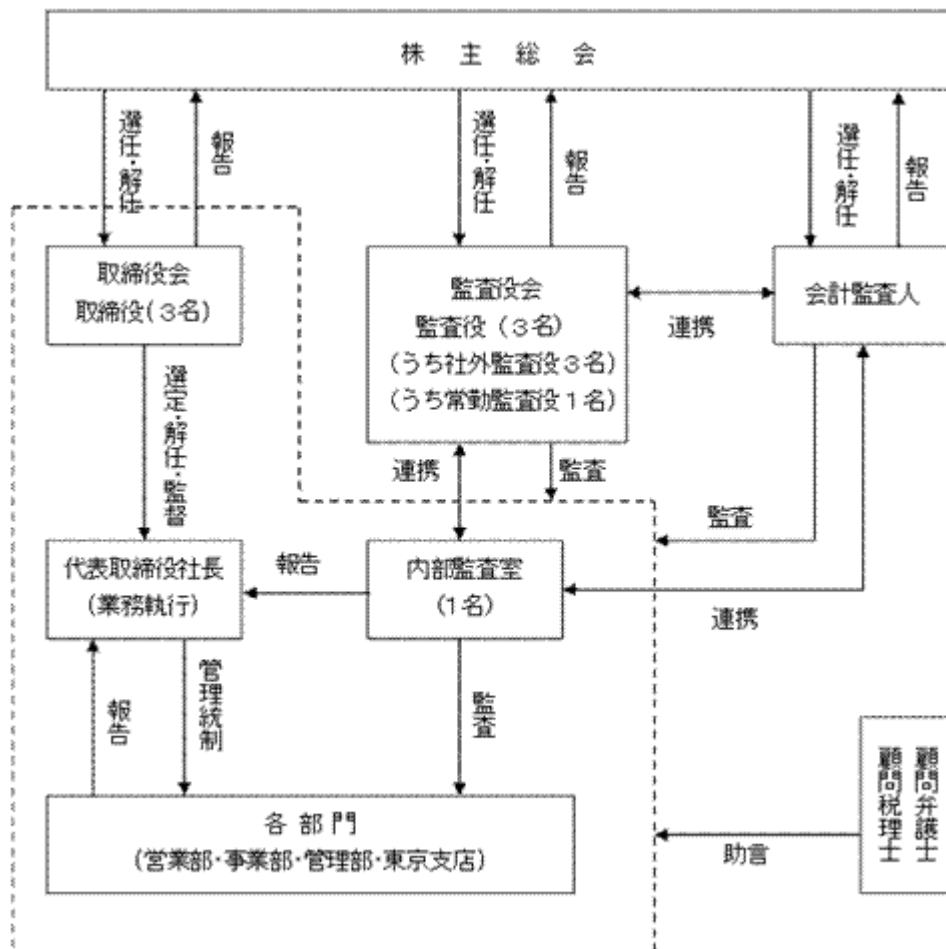 株主総会
選任・解任
報告
選任・解任
報告
選任・解任
報告
取締役会
取締役(3名)
監査役会
監査役(3名)
(うち社外監査役3名)
(うち常勤監査役1名)
連携
会計監査人
選定・解任・監督
連携
監査
監査
代表取締役社長
(業務執行)
報告
内部監査室
(1名)
連携
報告
管理統制
監査
各部門
(営業部・事業部・管理部・東京支店)
助言
顧問弁護士
顧問税理士